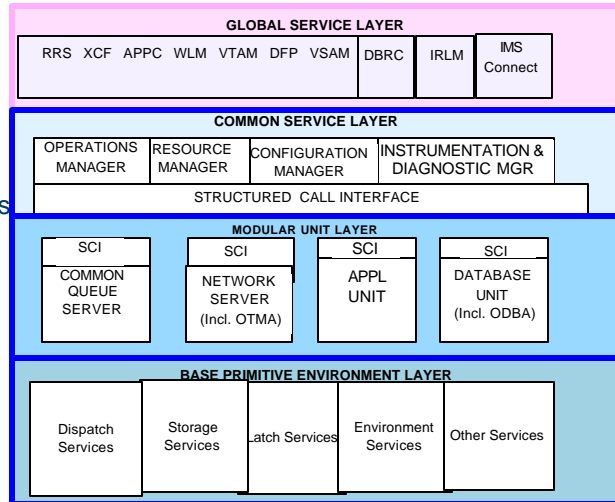 GLOBAL SERVICE LAYER
RRS XCF APPC WLM VTAM DFP VSAM
DBRC
IRLM
IMS
Connect
COMMON SERVICE LAYER
OPERATIONS
MANAGER
RESOURCE
MANAGER
CONFIGURATION
MANAGER
INSTRUMENTATION &
DIAGNOSTIC MGR
STRUCTURED CALL INTERFACE
s
MODULAR UNIT LAYER
SCI
COMMON
QUEUE
SERVER
SCI
NETWORK
SERVER
(Incl. OTMA)
SCI
APPL
UNIT
SCI
DATABASE
UNIT
(Incl. ODBA)
BASE PRIMITIVE ENVIRONMENT LAYER
Dispatch
Services
Storage
Services
Latch Services
Environment
Services
Other Services